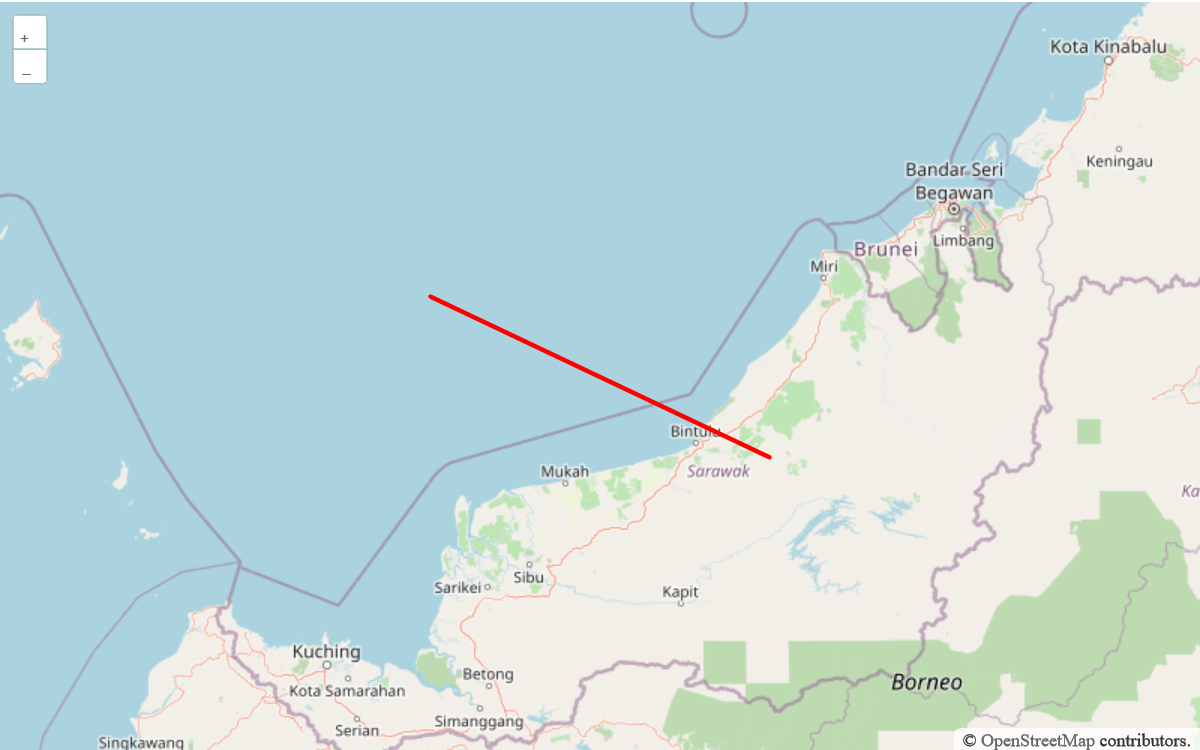 +
–
Kota Kinabalu
Keningau
Bandar Seri
Begawan
Limbang
Brunei
Miri
Bintulu
Sarawak
Mukah
Ka
Sibu
Sarikei
Kapit
Kuching
Betong
Borneo
Kota Samarahan
Simanggang
Serian
Singkawang
© OpenStreetMap contributors.